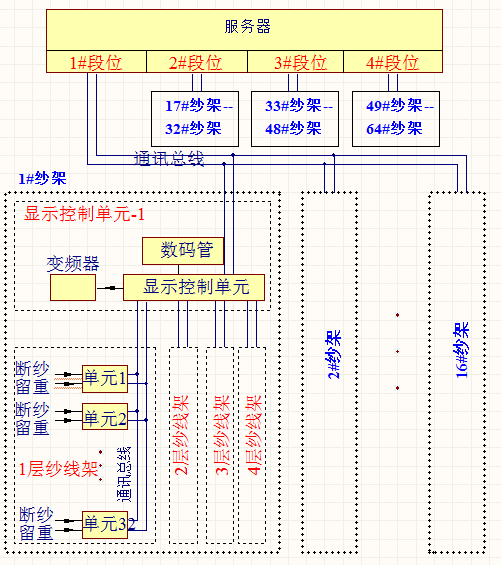 服务器
1#段位 2#段位 3#段位 4#段位
17#纱架-- 33#纱架-- 49#纱架--
32#纱架 48#纱架 64#纱架
通讯总线
1#纱架
显示控制单元-1
数码管
变频器
显示控制单元
断纱
留重
单元1
断纱
留重
单元2
1层纱线架
通讯总线
断纱
留重
单元32
2层纱线架
3层纱线架
4层纱线架
2#纱架
16#纱架